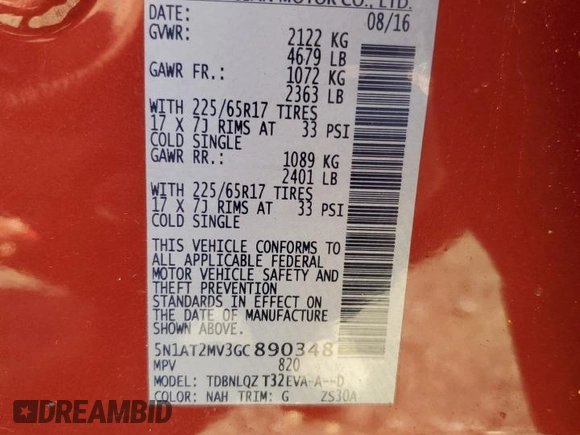 MOTOR CO., LTD.
DATE: 08/16
GVWR: 2122 KG
4679 LB
GAWR FR.: 1072 KG
2363 LB
WITH 225/65R17 TIRES
17 X 7J RIMS AT 33 PSI
COLD SINGLE
GAWR RR.: 1089 KG
2401 LB
WITH 225/65R17 TIRES
17 X 7J RIMS AT 33 PSI
COLD SINGLE
THIS VEHICLE CONFORMS TO
ALL APPLICABLE FEDERAL
MOTOR VEHICLE SAFETY AND
THEFT PREVENTION
STANDARDS IN EFFECT ON
THE DATE OF MANUFACTURE
SHOWN ABOVE.
5N1AT2MV3GC890348
MPV 820
MODEL: TDBNLQZ T32EVA-A--D
COLOR: NAH TRIM: G ZS30A
DREAMBID